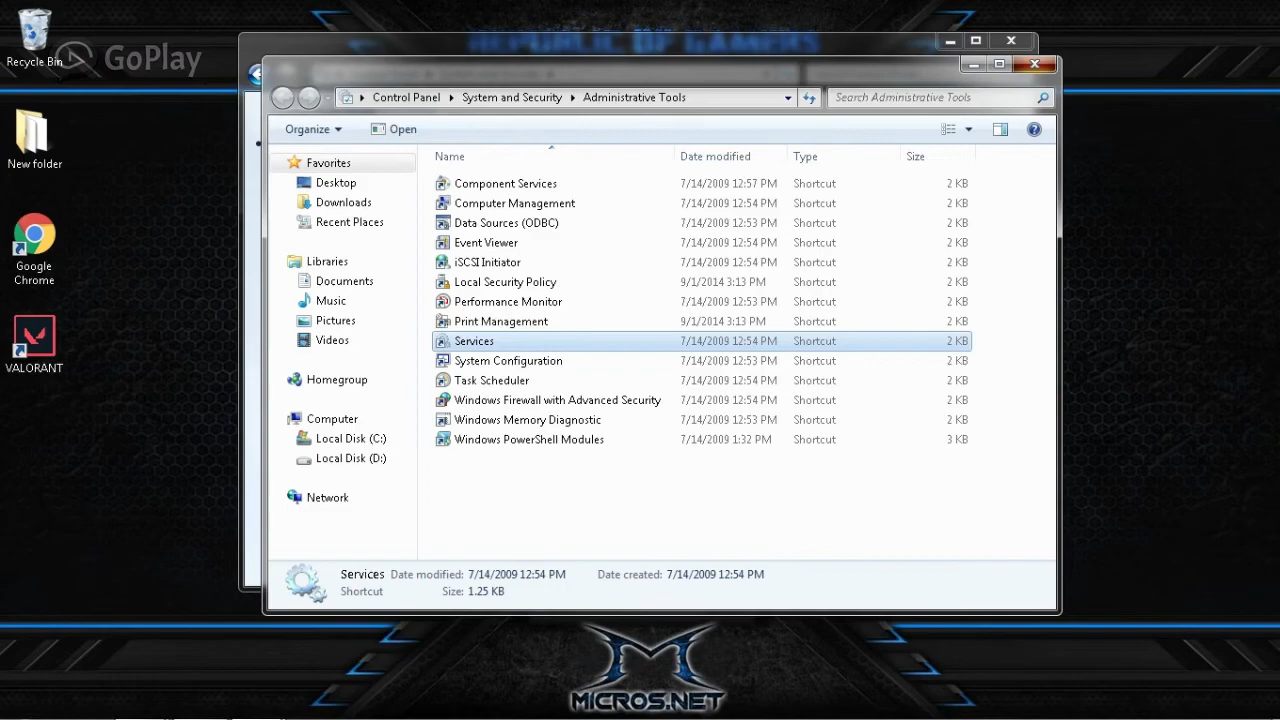 Recycle Bin
GoPlay
New folder
Google
Chrome
VALORANT
REPUBLIC OF GAMERS
Control Panel
System and Security
Administrative Tools
Search Administrative Tools
Organize
Open
Favorites
Desktop
Downloads
Recent Places
Libraries
Documents
Music
Pictures
Videos
Homegroup
Computer
Local Disk (C:)
Local Disk (D:)
Network
Name Date modified Type Size
Component Services 7/14/2009 12:57 PM Shortcut 2 KB
Computer Management 7/14/2009 12:54 PM Shortcut 2 KB
Data Sources (ODBC) 7/14/2009 12:53 PM Shortcut 2 KB
Event Viewer 7/14/2009 12:54 PM Shortcut 2 KB
iSCSI Initiator 7/14/2009 12:54 PM Shortcut 2 KB
Local Security Policy 9/1/2014 3:13 PM Shortcut 2 KB
Performance Monitor 7/14/2009 12:53 PM Shortcut 2 KB
Print Management 9/1/2014 3:13 PM Shortcut 2 KB
Services 7/14/2009 12:54 PM Shortcut 2 KB
System Configuration 7/14/2009 12:53 PM Shortcut 2 KB
Task Scheduler 7/14/2009 12:54 PM Shortcut 2 KB
Windows Firewall with Advanced Security 7/14/2009 12:54 PM Shortcut 2 KB
Windows Memory Diagnostic 7/14/2009 12:53 PM Shortcut 2 KB
Windows PowerShell Modules 7/14/2009 1:32 PM Shortcut 3 KB
Services Date modified: 7/14/2009 12:54 PM Date created: 7/14/2009 12:54 PM
Shortcut Size: 1.25 KB
MICROS.NET